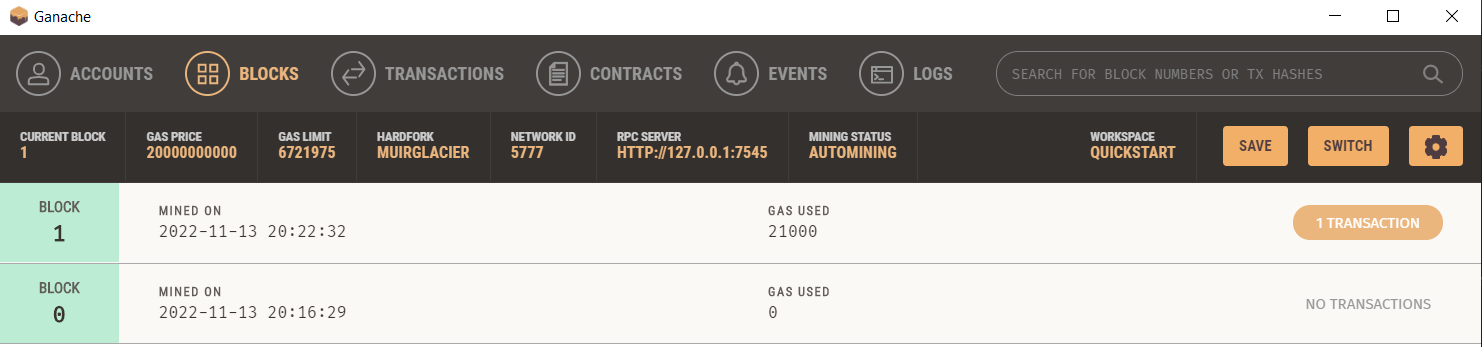 Ganache
ACCOUNTS BLOCKS TRANSACTIONS CONTRACTS EVENTS LOGS SEARCH FOR BLOCK NUMBERS OR TX HASHES
CURRENT BLOCK GAS PRICE GAS LIMIT HARDFORK NETWORK ID RPC SERVER MINING STATUS WORKSPACE
1 20000000000 6721975 MUIRGLACIER 5777 HTTP://127.0.0.1:7545 AUTOMINING QUICKSTART SAVE SWITCH
BLOCK MINED ON GAS USED
1 2022-11-13 20:22:32 21000 1 TRANSACTION
BLOCK MINED ON GAS USED
0 2022-11-13 20:16:29 0 NO TRANSACTIONS